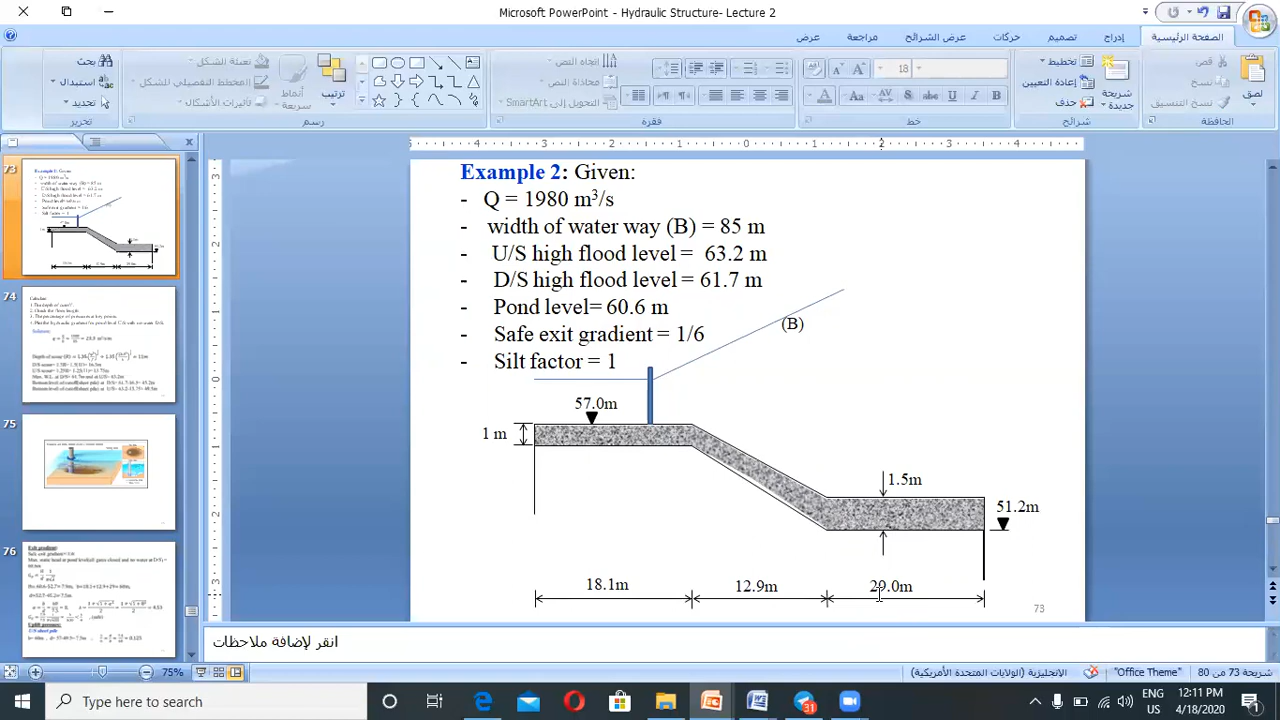 Microsoft PowerPoint - Hydraulic Structure- Lecture 2
الصفحة الرئيسية
إدراج
تصميم
حركات
عرض الشرائح
مراجعة
عرض
قص
نسخ
نسخ التنسيق
لصق
الحافظة
شريحة جديدة
تخطيط
إعادة التعيين
حذف
شرائح
18
خط
اتجاه النص
محاذاة النص
التحويل إلى SmartArt
فقرة
ترتيب
أنماط سريعة
تعبئة الشكل
المخطط التفصيلي للشكل
تأثيرات الأشكال
رسم
بحث
استبدال
تحديد
تحرير
73
74
75
76
Example 2: Given:
- Q = 1980 m³/s
- width of water way (B) = 85 m
- U/S high flood level = 63.2 m
- D/S high flood level = 61.7 m
- Pond level= 60.6 m
- Safe exit gradient = 1/6
- Silt factor = 1
(B)
57.0m
1 m
1.5m
51.2m
18.1m
12.9m
29.0m
73
انقر لإضافة ملاحظات
شريحة 73 من 80
"Office Theme"
الإنجليزية (الولايات المتحدة الأمريكية)
75%
Type here to search
31
ENG
12:11 PM
4/18/2020